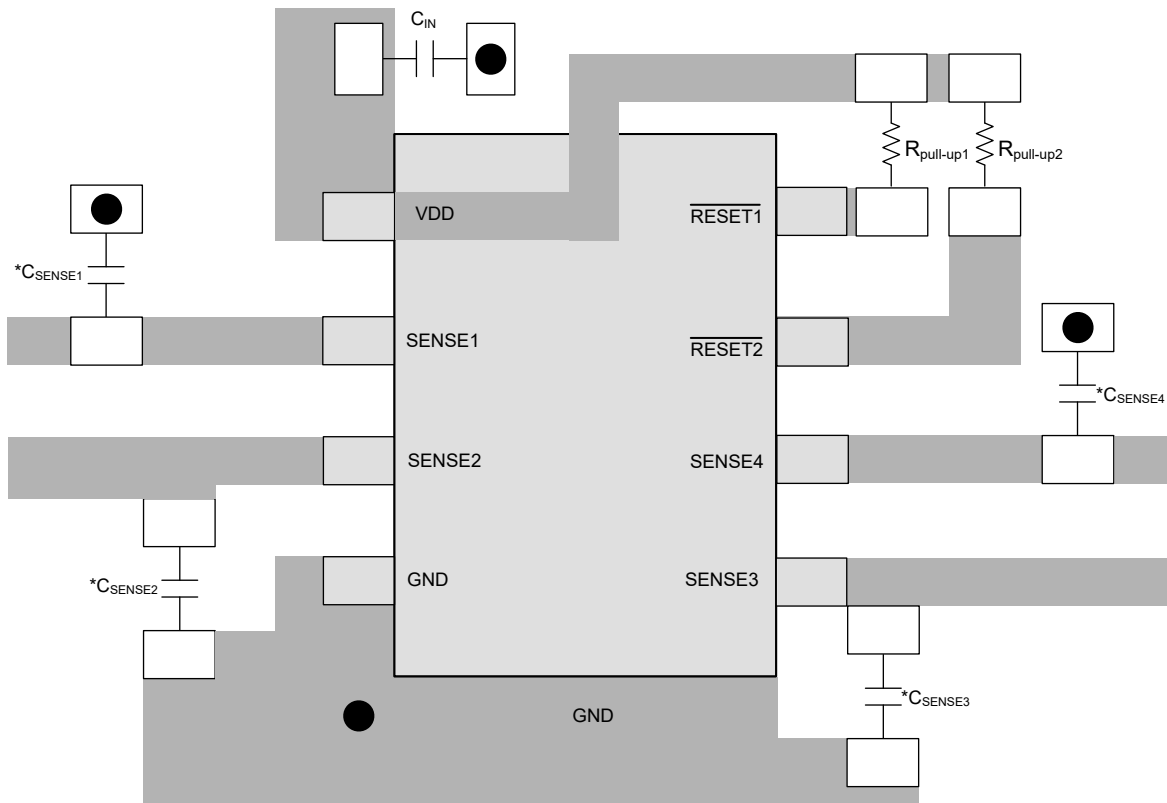 C_IN
R_pull-up1
R_pull-up2
VDD
RESET1
*C_SENSE1
SENSE1
RESET2
*C_SENSE4
SENSE2
SENSE4
*C_SENSE2
GND
SENSE3
*C_SENSE3
GND